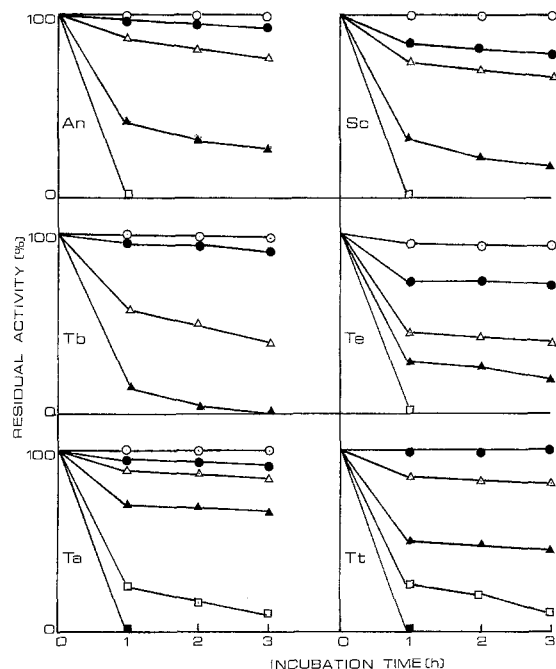 100
An
0
Sc
100
Tb
0
Te
100
Ta
0
Tt
0 1 2 3
0 1 2 3
RESIDUAL ACTIVITY (%)
INCUBATION TIME (h)